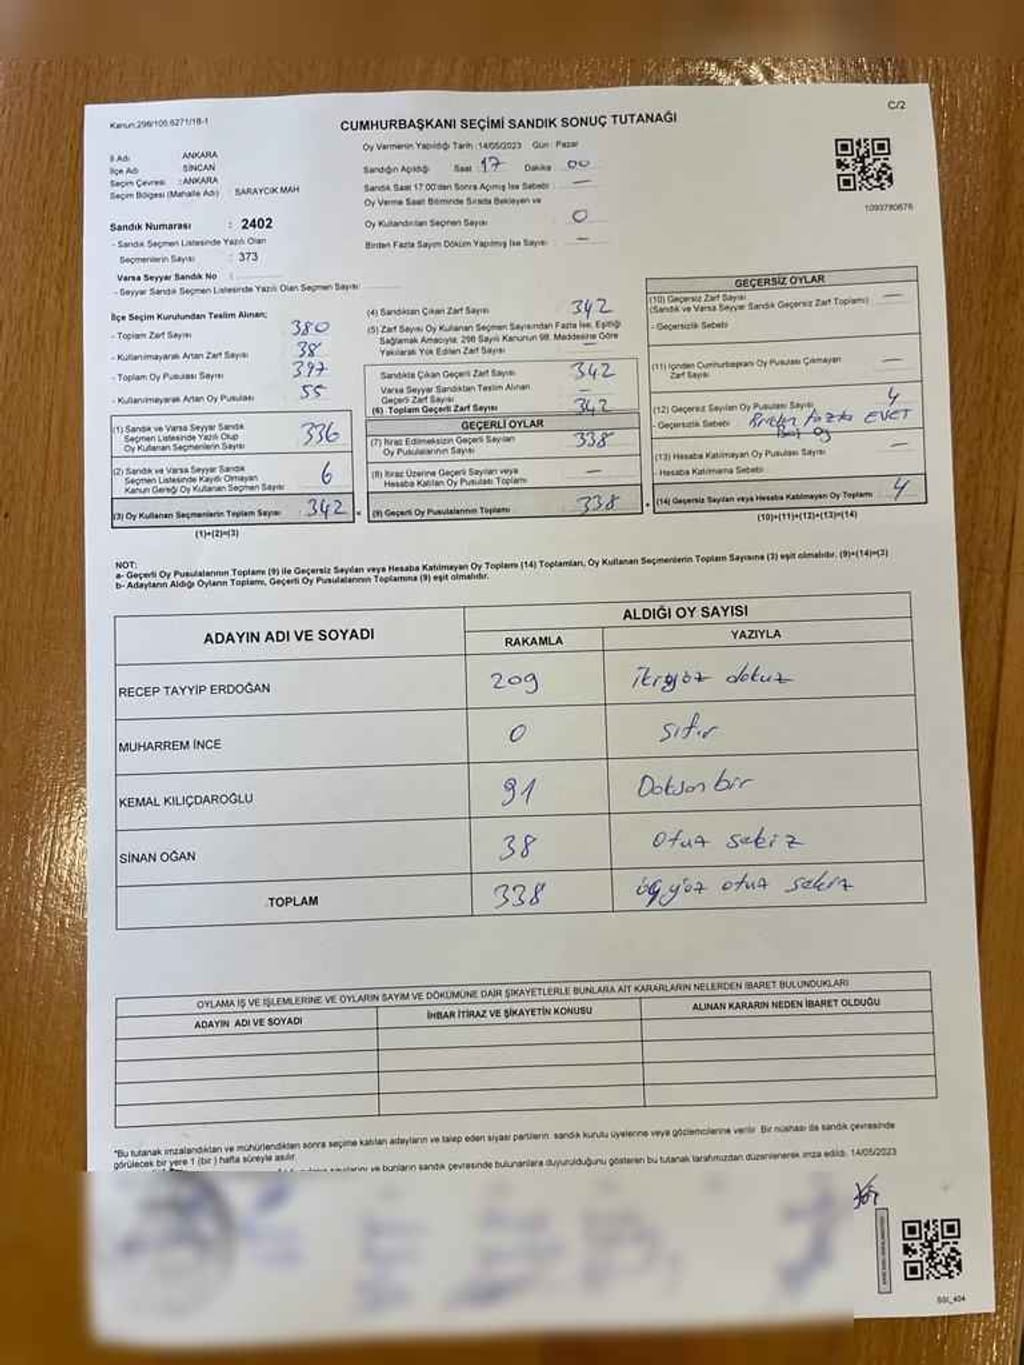 Kanun:298/106,6271/18-1
C/2
CUMHURBAŞKANI SEÇİMİ SANDIK SONUÇ TUTANAĞI
İl Adı ANKARA
İlçe Adı SİNCAN
Seçim Çevresi : ANKARA
Seçim Bölgesi (Mahalle Adı) : SARAYCIK MAH
Sandık Numarası : 2402
- Sandık Seçmen Listesinde Yazılı Olan
Seçmenlerin Sayısı : 373
Varsa Seyyar Sandık No :
- Seyyar Sandık Seçmen Listesinde Yazılı Olan Seçmen Sayısı:
Oy Vermenin Yapıldığı Tarih :14/05/2023 Gün : Pazar
Sandığın Açıldığı Saat 17 Dakika 00
Sandık Saat 17.00'den Sonra Açılmış İse Sebebi : —
Oy Verme Saati Bitiminde Sırada Bekleyen ve
Oy Kullandırılan Seçmen Sayısı : 0
Birden Fazla Sayım Döküm Yapılmış İse Sayısı : —
1093780676
İlçe Seçim Kurulundan Teslim Alınan;
- Toplam Zarf Sayısı : 380
- Kullanılmayarak Artan Zarf Sayısı : 38
- Toplam Oy Pusulası Sayısı : 397
- Kullanılmayarak Artan Oy Pusulası : 55
(1) Sandık ve Varsa Seyyar Sandık
Seçmen Listesinde Yazılı Olup
Oy Kullanan Seçmenlerin Sayısı : 336
(2) Sandık ve Varsa Seyyar Sandık
Seçmen Listesinde Kayıtlı Olmayan
Kanun Gereği Oy Kullanan Seçmen Sayısı : 6
(3) Oy Kullanan Seçmenlerin Toplam Sayısı : 342
(1)+(2)=(3)
(4) Sandıktan Çıkan Zarf Sayısı : 342
(5) Zarf Sayısı Oy Kullanan Seçmen Sayısından Fazla İse, Eşitliği
Sağlamak Amacıyla; 298 Sayılı Kanunun 98. Maddesine Göre
Yakılarak Yok Edilen Zarf Sayısı : —
Sandıkta Çıkan Geçerli Zarf Sayısı : 342
Varsa Seyyar Sandıktan Teslim Alınan
Geçerli Zarf Sayısı : —
(6) Toplam Geçerli Zarf Sayısı : 342
GEÇERLİ OYLAR
(7) İtiraz Edilmeksizin Geçerli Sayılan
Oy Pusulalarının Sayısı : 338
(8) İtiraz Üzerine Geçerli Sayılan veya
Hesaba Katılan Oy Pusulası Toplamı : —
(9) Geçerli Oy Pusulalarının Toplamı : 338
GEÇERSİZ OYLAR
(10) Geçersiz Zarf Sayısı : —
(Sandık ve Varsa Seyyar Sandık Geçersiz Zarf Toplamı)
- Geçersizlik Sebebi :
(11) İçinden Cumhurbaşkanı Oy Pusulası Çıkmayan
Zarf Sayısı : —
(12) Geçersiz Sayılan Oy Pusulası Sayısı : 4
- Geçersizlik Sebebi : Birden fazla EVET
(13) Hesaba Katılmayan Oy Pusulası Sayısı : —
- Hesaba Katılmama Sebebi :
(14) Geçersiz Sayılan veya Hesaba Katılmayan Oy Toplamı : 4
(10)+(11)+(12)+(13)=(14)
NOT:
a- Geçerli Oy Pusulalarının Toplamı (9) ile Geçersiz Sayılan veya Hesaba Katılmayan Oy Toplamı (14) Toplamları, Oy Kullanan Seçmenlerin Toplam Sayısına (3) eşit olmalıdır. (9)+(14)=(3)
b- Adayların Aldığı Oyların Toplamı, Geçerli Oy Pusulalarının Toplamına (9) eşit olmalıdır.
ADAYIN ADI VE SOYADI ALDIĞI OY SAYISI
RAKAMLA YAZIYLA
RECEP TAYYİP ERDOĞAN 209 ikiyüz dokuz
MUHARREM İNCE 0 sıfır
KEMAL KILIÇDAROĞLU 91 Doksan bir
SİNAN OĞAN 38 otuz sekiz
TOPLAM 338 üçyüz otuz sekiz
OYLAMA İŞ VE İŞLEMLERİNE VE OYLARIN SAYIM VE DÖKÜMÜNE DAİR ŞİKAYETLERLE BUNLARA AİT KARARLARIN NELERDEN İBARET BULUNDUKLARI
ADAYIN ADI VE SOYADI İHBAR İTİRAZ VE ŞİKAYETİN KONUSU ALINAN KARARIN NEDEN İBARET OLDUĞU
*Bu tutanak imzalandıktan ve mühürlendikten sonra seçime katılan adayların ve talep eden siyasi partilerin sandık kurulu üyelerine veya gözlemcilerine verilir. Bir nüshası da sandık çevresinde
görülecek bir yere 1 (bir) hafta süreyle asılır.
ve bunların sandık çevresinde bulunanlara duyurulduğunu gösteren bu tutanak tarafımızdan düzenlenerek imza edildi. 14/05/2023
SSI_404